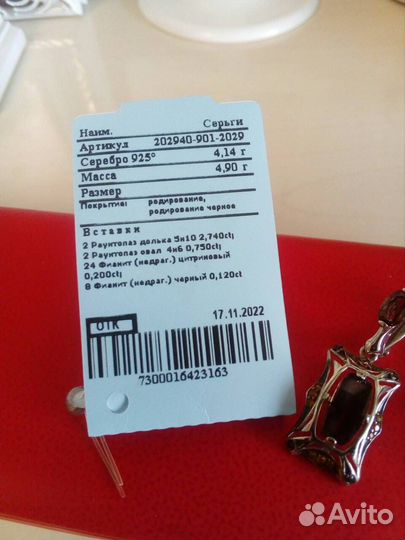 Наим. Серьги
Артикул 202940-901-2029
Серебро 925° 4,14 г
Масса 4,90 г
Размер
Покрытие: родирование,
родирование черное
Вставки
2 Раухтопаз долька 5х10 2,740ct;
2 Раухтопаз овал 4х6 0,750ct;
24 Фианит (недраг.) цитриновый
0,200ct;
8 Фианит (недраг.) черный 0,120ct
17.11.2022
ОТК
7300016423163
Avito